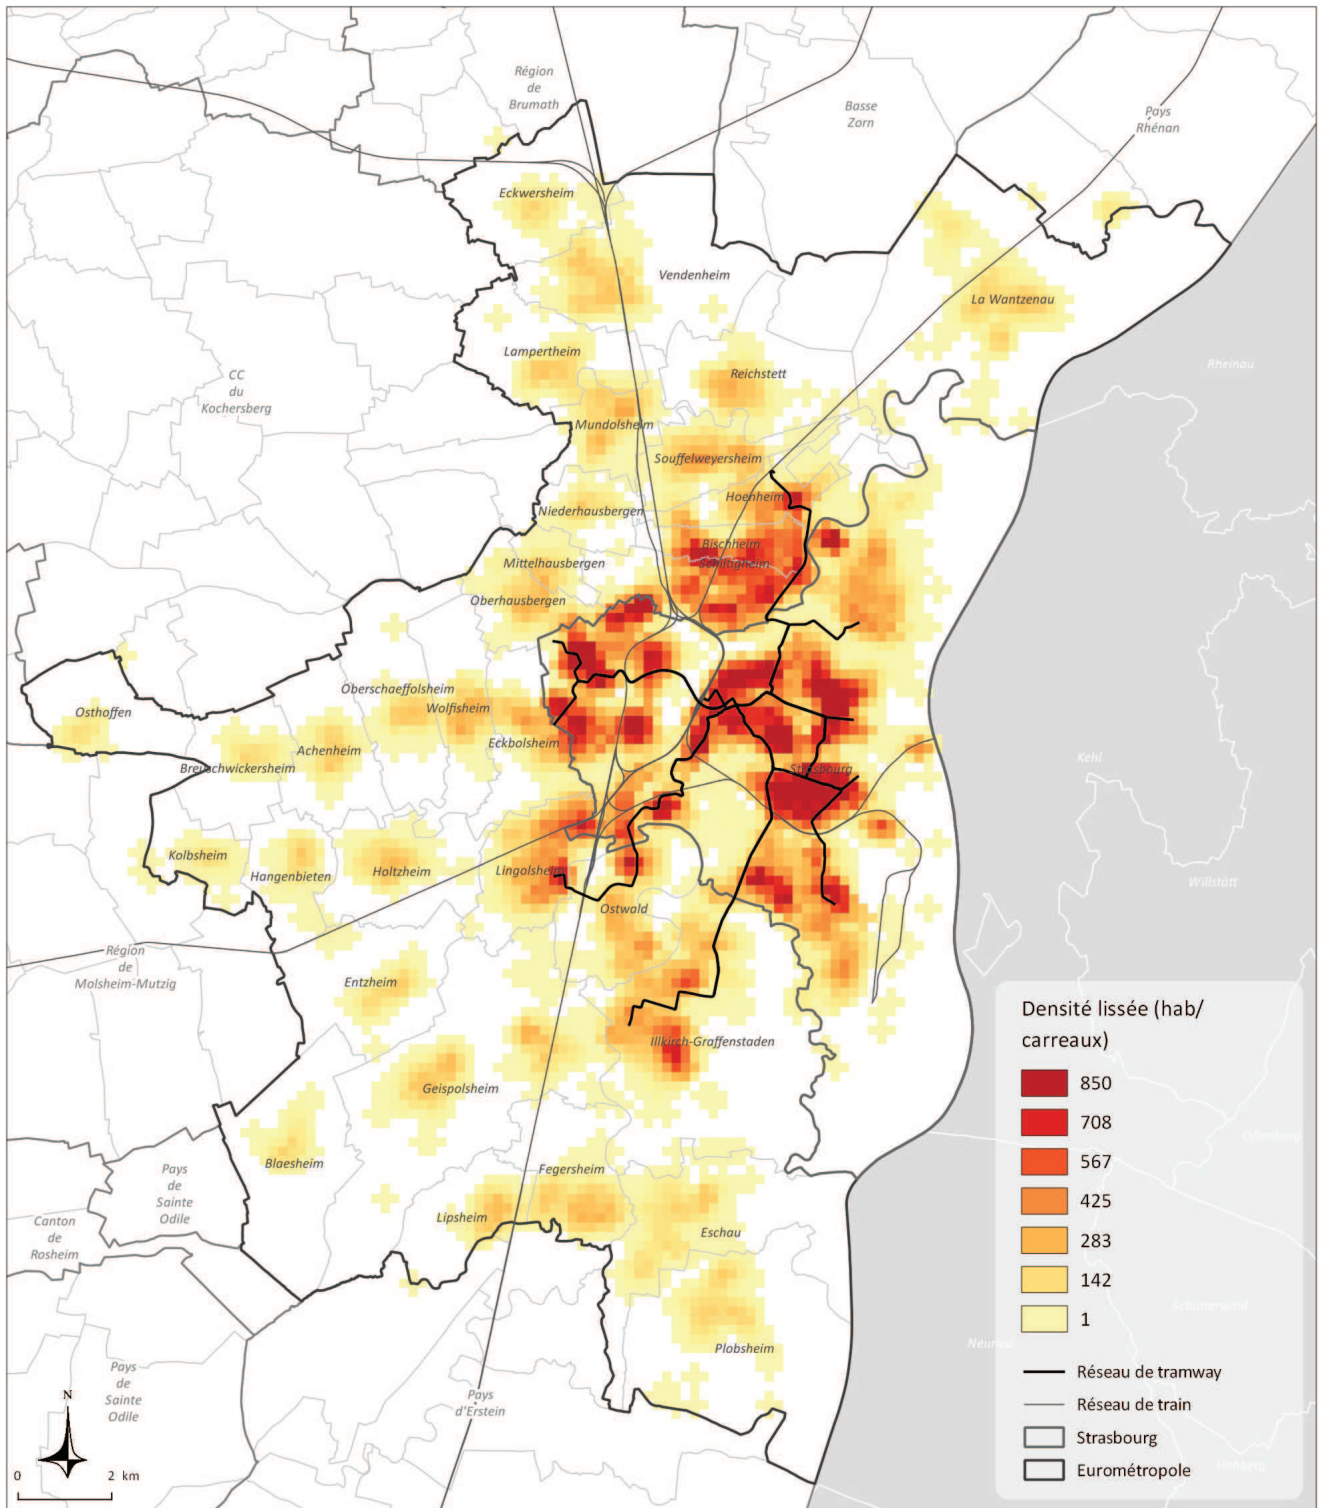 Région
de
Brumath
Basse
Zorn
Pays
Rhénan
Eckwersheim
Vendenheim
La Wantzenau
Lampertheim
Reichstett
Rheinau
CC
du
Kochersberg
Mundolsheim
Souffelweyersheim
Hoenheim
Niederhausbergen
Bischheim
Schiltigheim
Mittelhausbergen
Oberhausbergen
Oberschaeffolsheim
Wolfisheim
Osthoffen
Eckbolsheim
Achenheim
Breuschwickersheim
Strasbourg
Kehl
Kolbsheim
Hangenbieten
Holtzheim
Lingolsheim
Willstätt
Ostwald
Région
de
Molsheim-Mutzig
Entzheim
Illkirch-Graffenstaden
Geispolsheim
Blaesheim
Fegersheim
Pays
de
Sainte
Odile
Canton
de
Rosheim
Lipsheim
Eschau
Plobsheim
Pays
de
Sainte
Odile
Pays
d'Erstein
Offenburg
Schutterwald
Neuried
Hohberg
Densité lissée (hab/
carreaux)
850
708
567
425
283
142
1
Réseau de tramway
Réseau de train
Strasbourg
Eurométropole
N
0 2 km